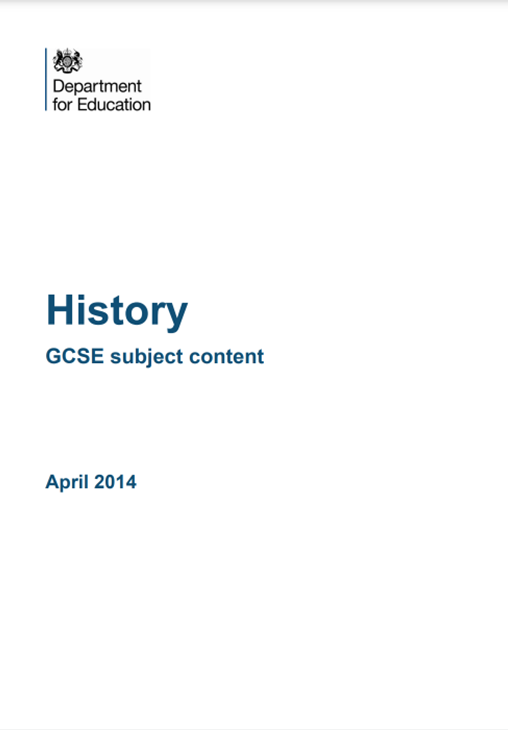 Department
for Education
History
GCSE subject content
April 2014